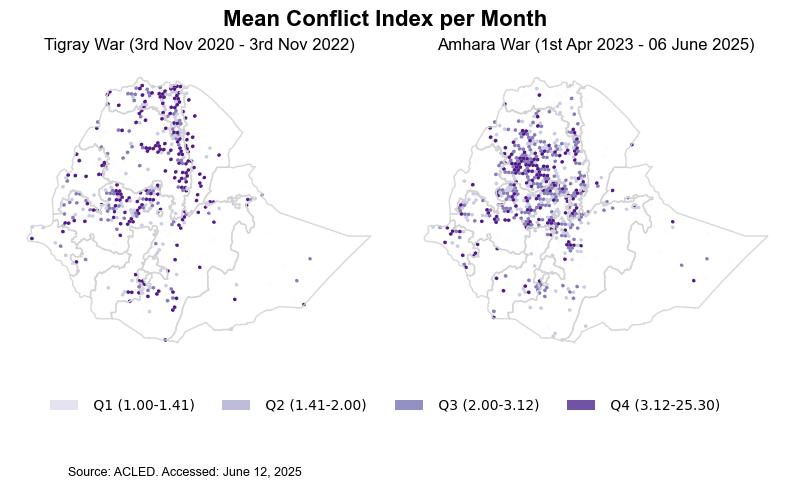 Mean Conflict Index per Month
Tigray War (3rd Nov 2020 - 3rd Nov 2022)
Amhara War (1st Apr 2023 - 06 June 2025)
Q1 (1.00-1.41)
Q2 (1.41-2.00)
Q3 (2.00-3.12)
Q4 (3.12-25.30)
Source: ACLED. Accessed: June 12, 2025